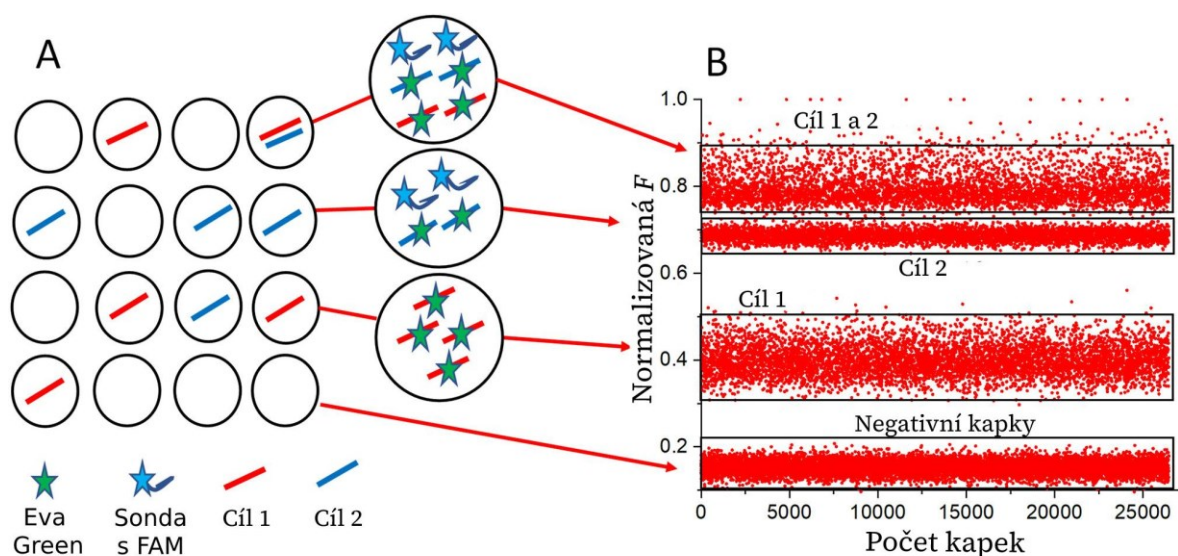 A
B
Normalizovaná F
1.0
0.8
0.6
0.4
0.2
Cíl 1 a 2
Cíl 2
Cíl 1
Negativní kapky
0
5000
10000
15000
20000
25000
Počet kapek
Eva
Green
Sonda
s FAM
Cíl 1
Cíl 2